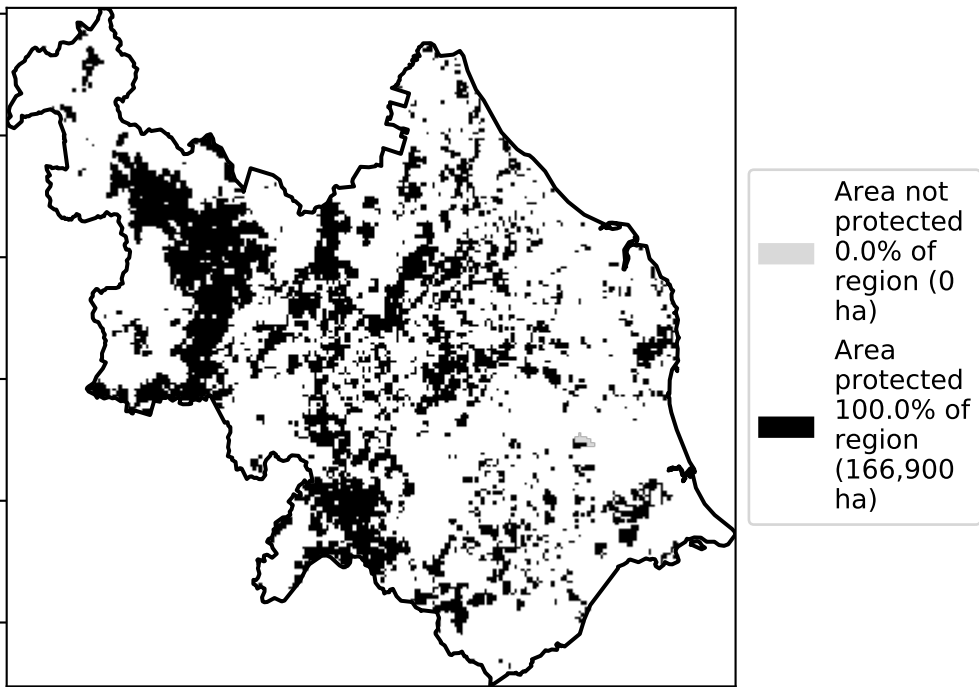 Area not
protected
0.0% of
region (0
ha)
Area
protected
100.0% of
region
(166,900
ha)